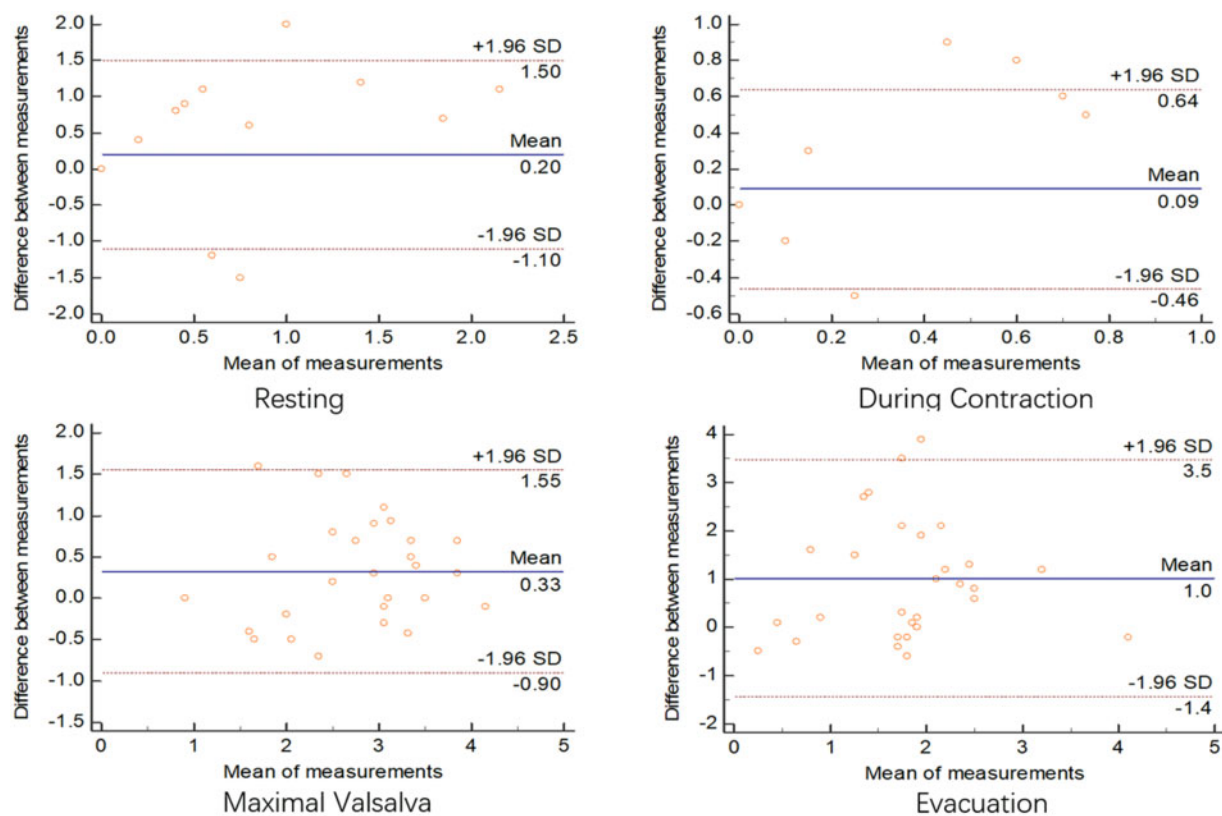 Difference between measurements
2.0
1.5
1.0
0.5
0.0
-0.5
-1.0
-1.5
-2.0
+1.96 SD
1.50
Mean
0.20
-1.96 SD
-1.10
0.0 0.5 1.0 1.5 2.0 2.5
Mean of measurements
Resting
Difference between measurements
1.0
0.8
0.6
0.4
0.2
0.0
-0.2
-0.4
-0.6
+1.96 SD
0.64
Mean
0.09
-1.96 SD
-0.46
0.0 0.2 0.4 0.6 0.8 1.0
Mean of measurements
During Contraction
Difference between measurements
2.0
1.5
1.0
0.5
0.0
-0.5
-1.0
-1.5
+1.96 SD
1.55
Mean
0.33
-1.96 SD
-0.90
0 1 2 3 4 5
Mean of measurements
Maximal Valsalva
Difference between measurements
4
3
2
1
0
-1
-2
+1.96 SD
3.5
Mean
1.0
-1.96 SD
-1.4
0 1 2 3 4 5
Mean of measurements
Evacuation